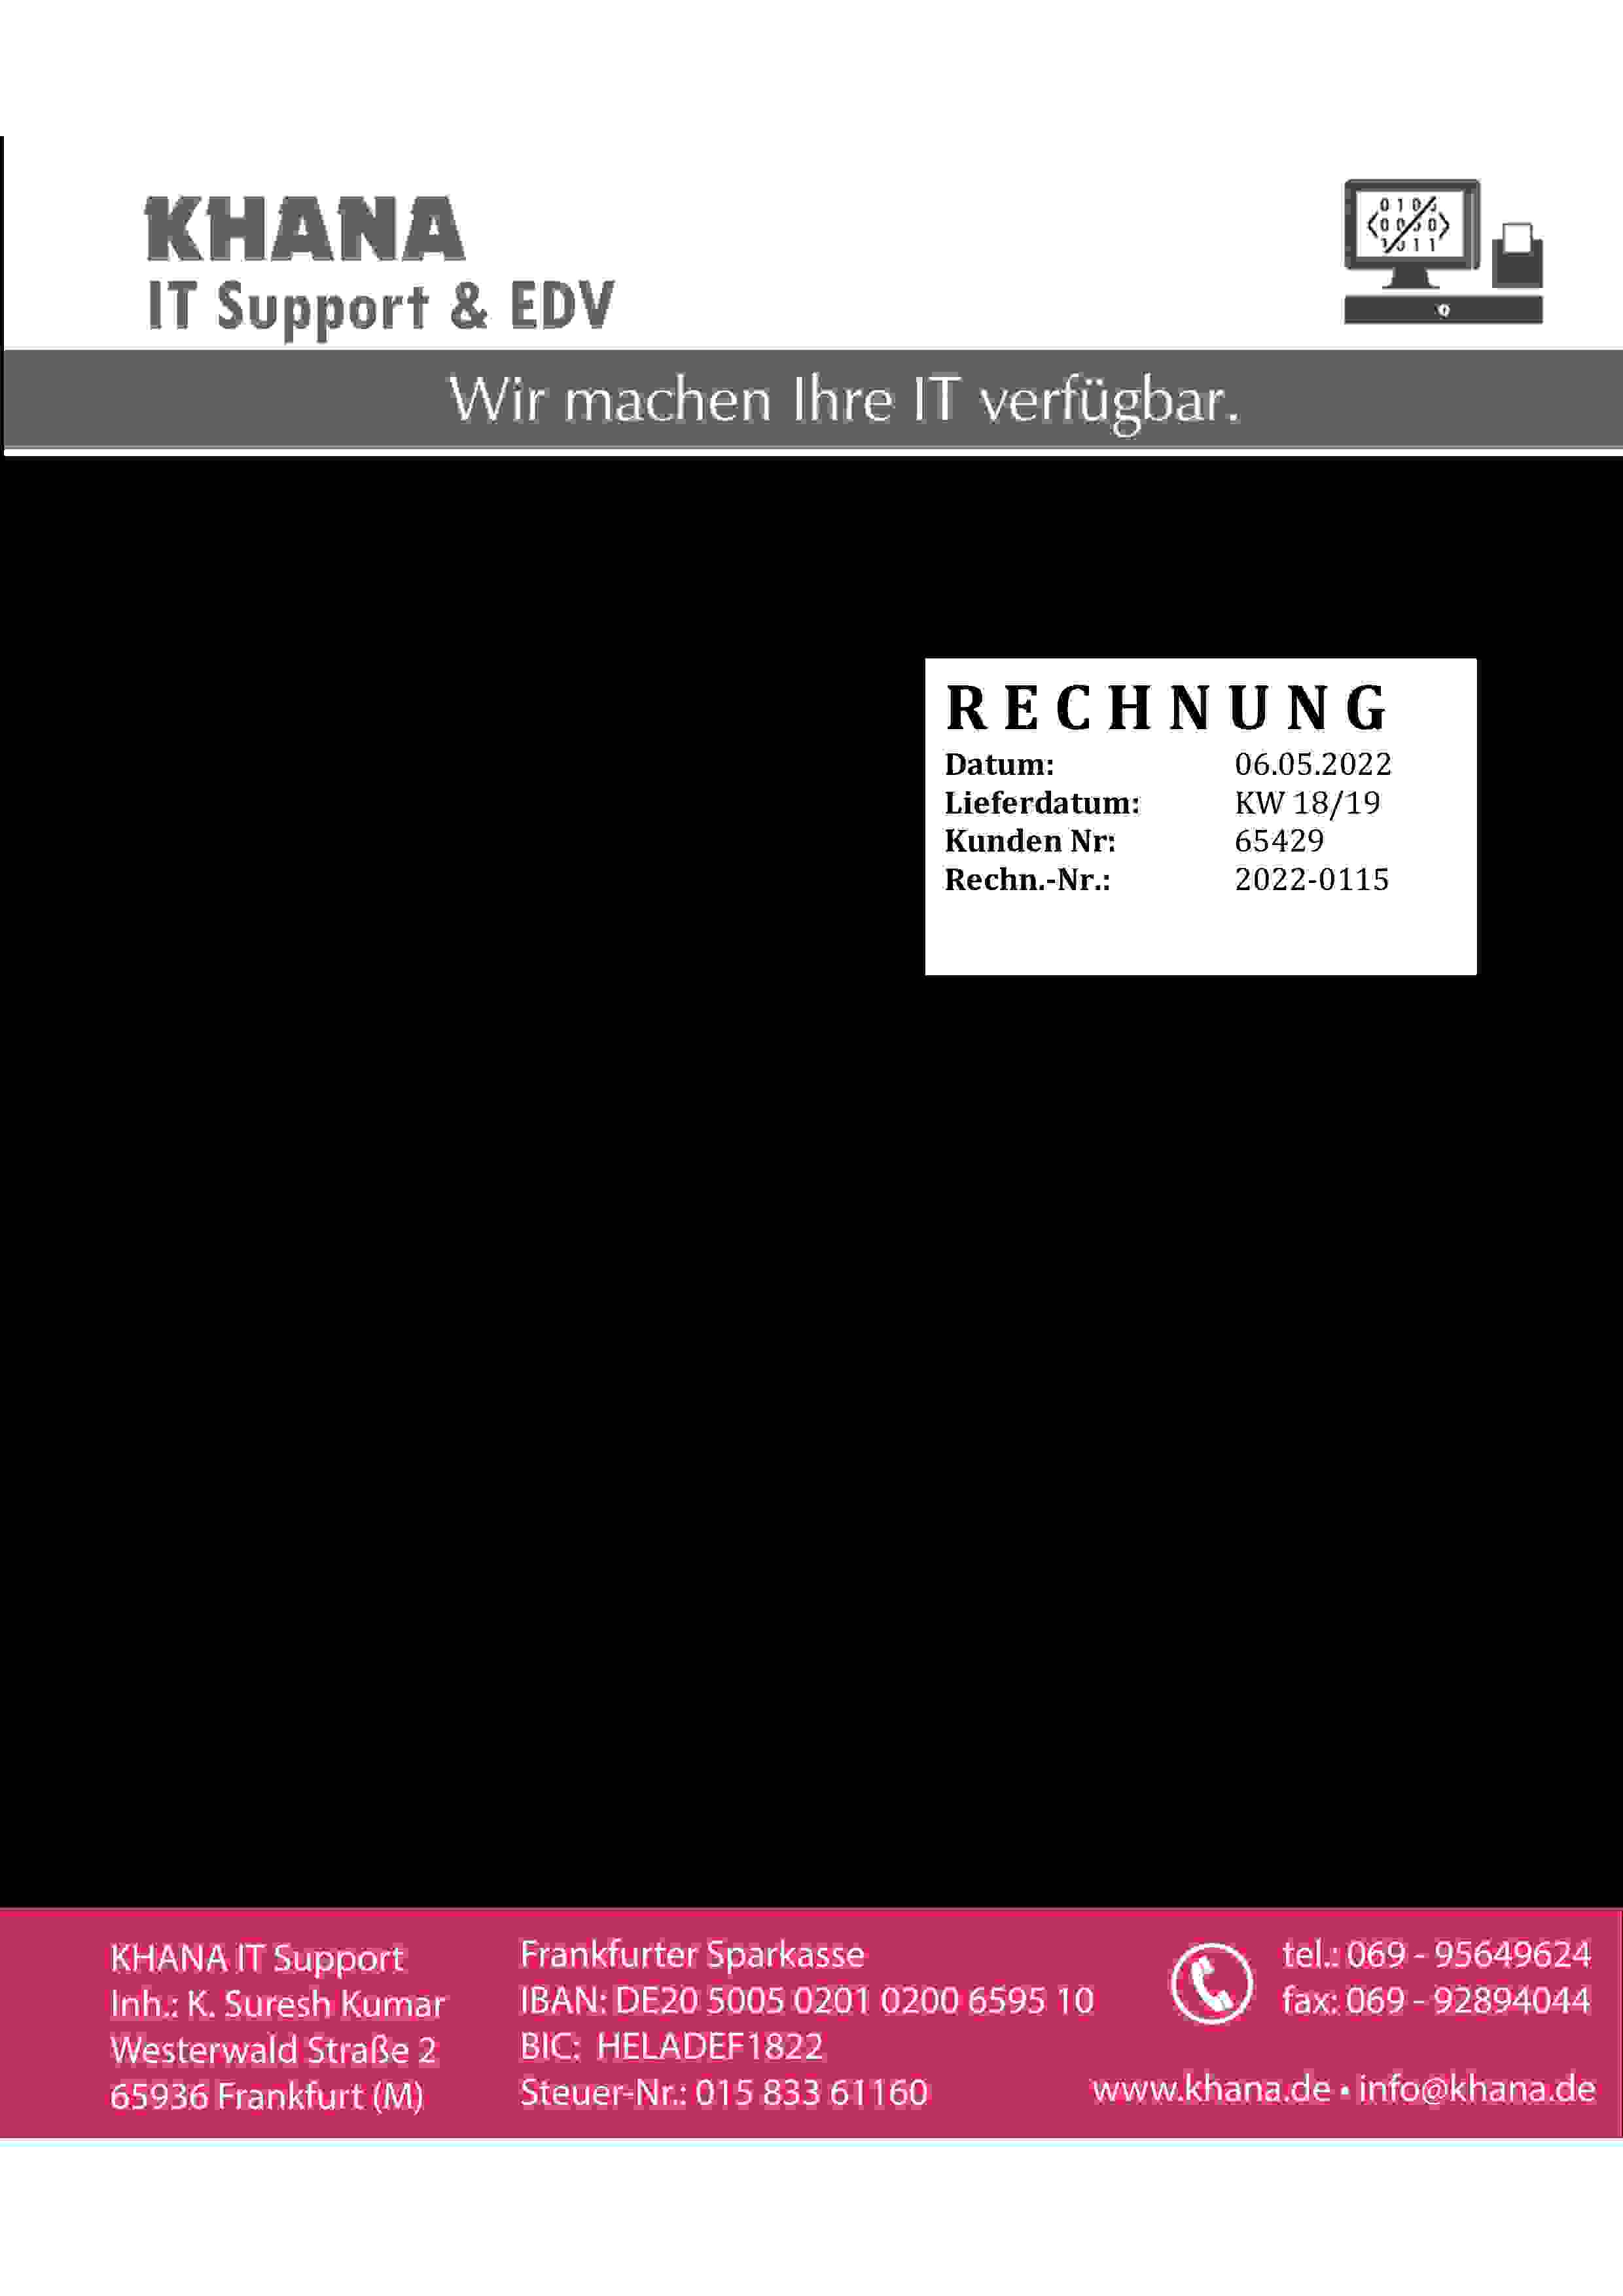 KHANA
IT Support & EDV
Wir machen Ihre IT verfügbar.
RECHNUNG
Datum: 06.05.2022
Lieferdatum: KW 18/19
Kunden Nr: 65429
Rechn.-Nr.: 2022-0115
KHANA IT Support
Inh.: K. Suresh Kumar
Westerwald Straße 2
65936 Frankfurt (M)
Frankfurter Sparkasse
IBAN: DE20 5005 0201 0200 6595 10
BIC: HELADEF1822
Steuer-Nr.: 015 833 61160
tel.: 069 - 95649624
fax: 069 - 92894044
www.khana.de • info@khana.de